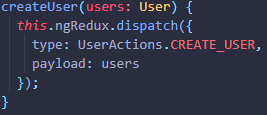 createUser(users: User) {
  this.ngRedux.dispatch({
    type: UserActions.CREATE_USER,
    payload: users
  });
}